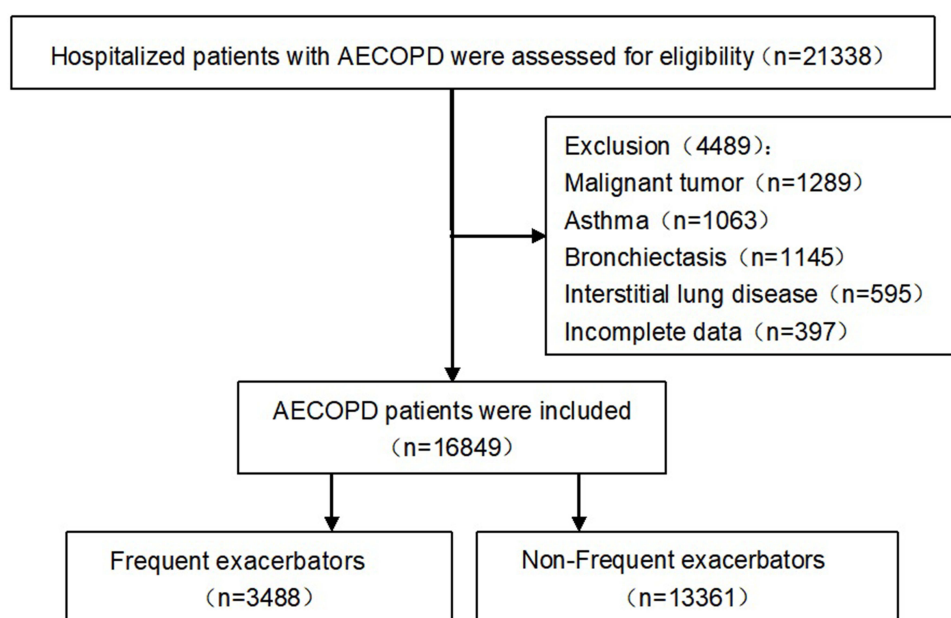 Hospitalized patients with AECOPD were assessed for eligibility（n=21338）
Exclusion（4489）：
Malignant tumor（n=1289）
Asthma（n=1063）
Bronchiectasis（n=1145）
Interstitial lung disease（n=595）
Incomplete data（n=397）
AECOPD patients were included
（n=16849）
Frequent exacerbators
（n=3488）
Non-Frequent exacerbators
（n=13361）